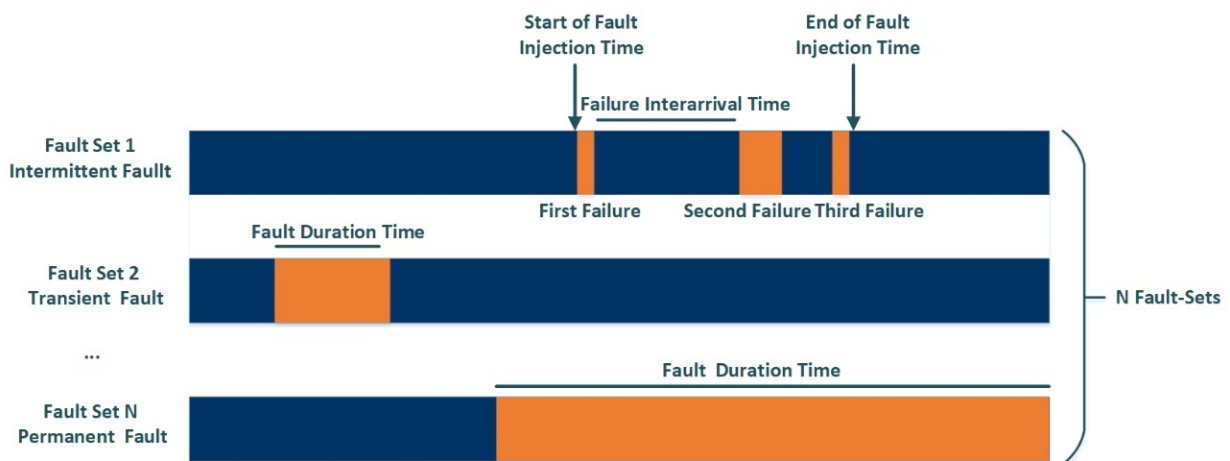 Start of Fault
Injection Time
End of Fault
Injection Time
Failure Interarrival Time
Fault Set 1
Intermittent Faullt
First Failure
Second Failure
Third Failure
Fault Duration Time
Fault Set 2
Transient Fault
N Fault-Sets
...
Fault Duration Time
Fault Set N
Permanent Fault